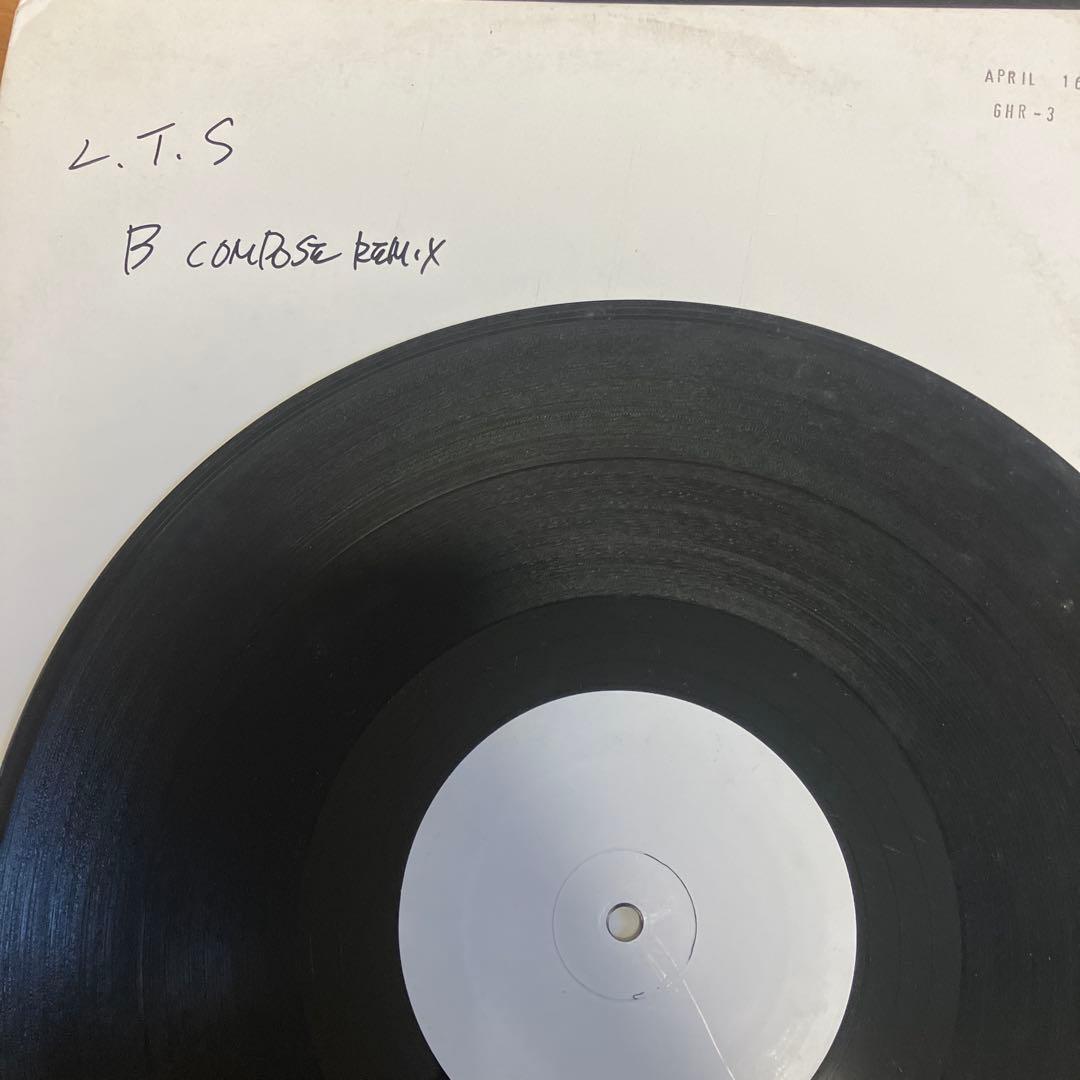 APRIL 16
GHR-3
L.T.S
B COMPOSE REMIX